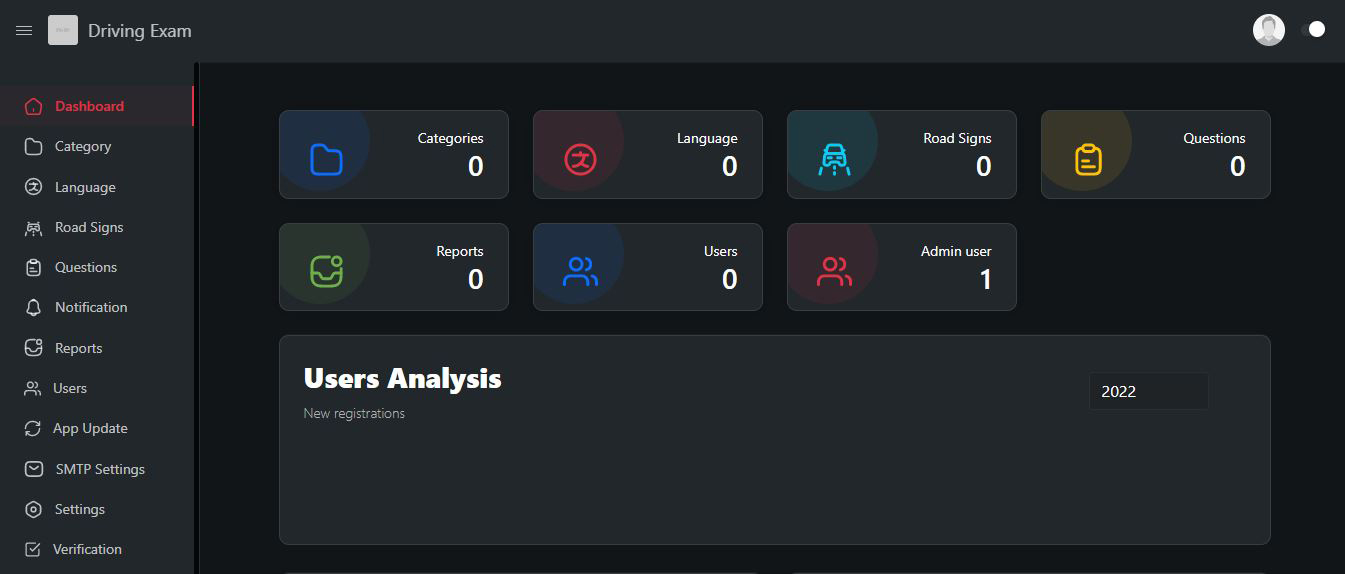 Driving Exam
Dashboard
Category
Language
Road Signs
Questions
Notification
Reports
Users
App Update
SMTP Settings
Settings
Verification
Categories
0
Language
0
Road Signs
0
Questions
0
Reports
0
Users
0
Admin user
1
Users Analysis
New registrations
2022